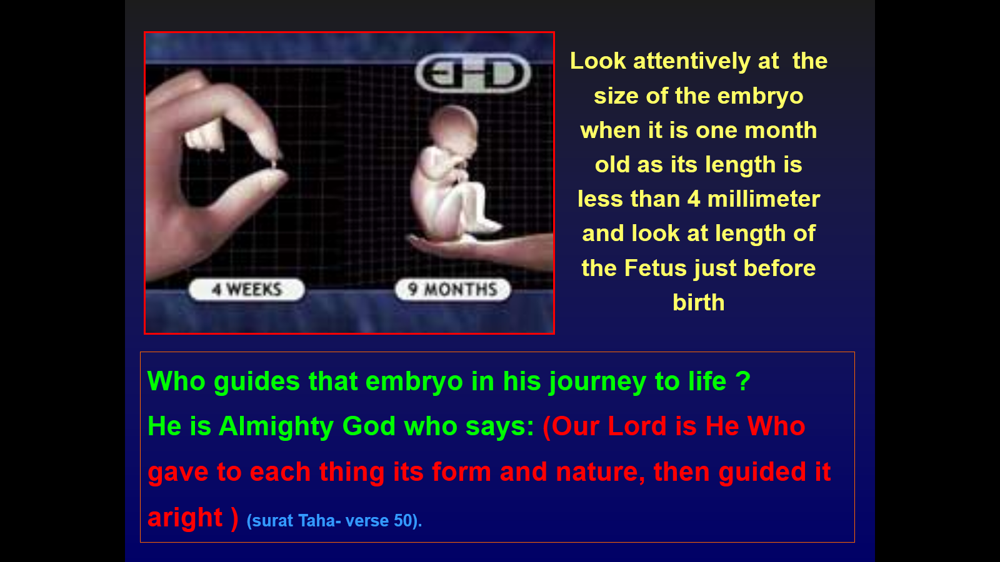 EHD
Look attentively at  the
size of the embryo
when it is one month
old as its length is
less than 4 millimeter
and look at length of
the Fetus just before
birth
4 WEEKS
9 MONTHS
Who guides that embryo in his journey to life ?
He is Almighty God who says: (Our Lord is He Who
gave to each thing its form and nature, then guided it
aright ) (surat Taha- verse 50).